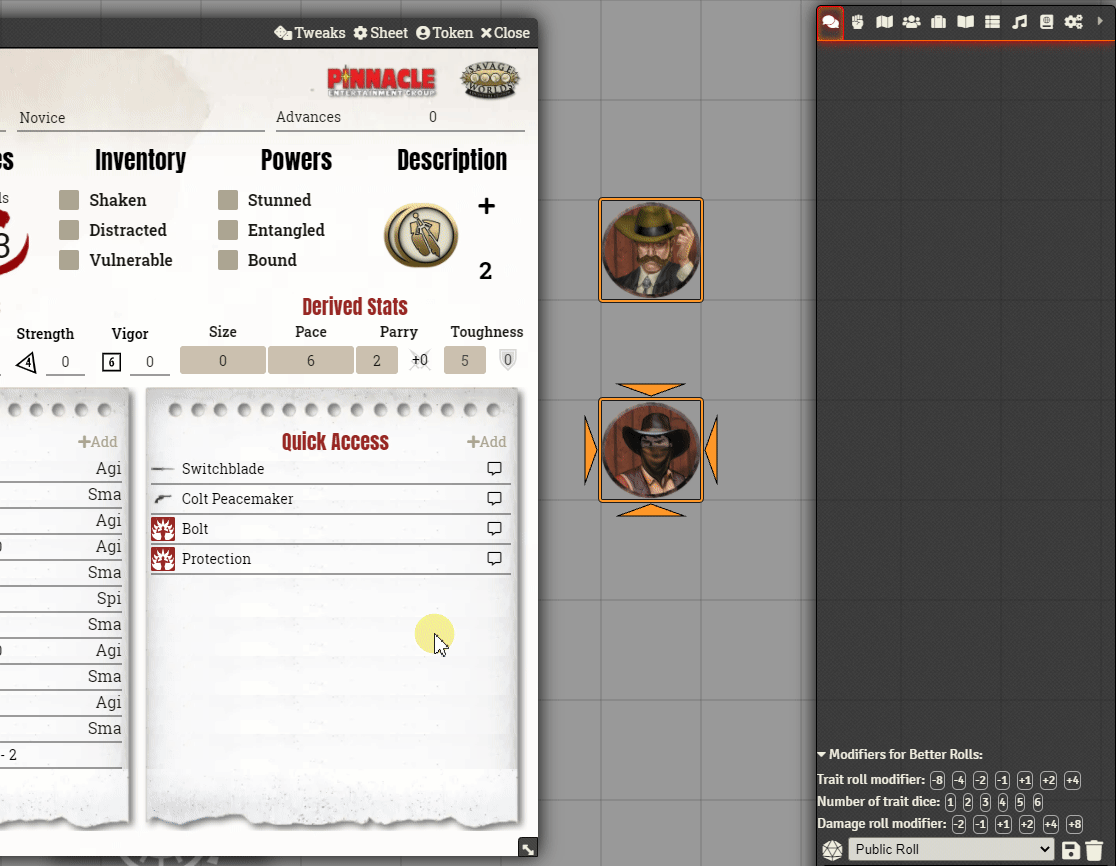 Tweaks Sheet Token Close
PINNACLE
ENTERTAINMENT GROUP
SAVAGE
WORLDS
Novice
Advances 0
es Inventory Powers Description
ds
3
Shaken Stunned
Distracted Entangled
Vulnerable Bound
+
2
Derived Stats
Strength Vigor Size Pace Parry Toughness
4 0 6 0 0 6 2 +0 5 0
+Add
Agi
Sma
Agi
0 Agi
Sma
Spi
Sma
0 Agi
Sma
Agi
Sma
- 2
Quick Access +Add
Switchblade
Colt Peacemaker
Bolt
Protection
Modifiers for Better Rolls:
Trait roll modifier: -8 -4 -2 -1 +1 +2 +4
Number of trait dice: 1 2 3 4 5 6
Damage roll modifier: -2 -1 +1 +2 +4 +8
Public Roll